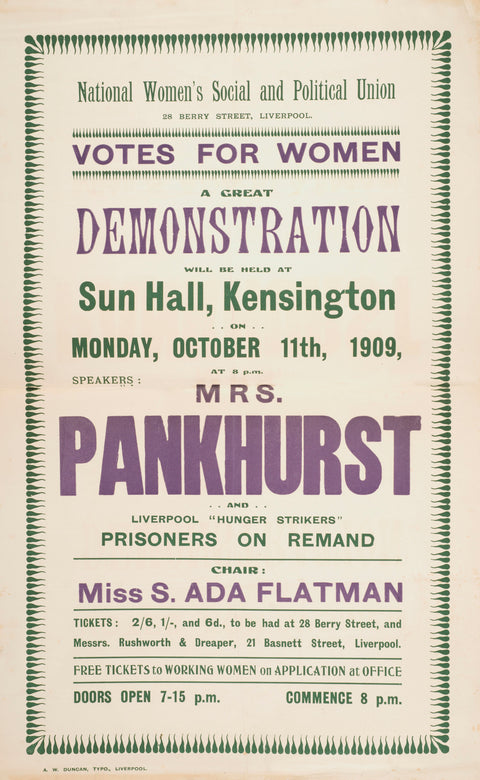 National Women's Social and Political Union
28 BERRY STREET, LIVERPOOL.
VOTES FOR WOMEN
A GREAT
DEMONSTRATION
WILL BE HELD AT
Sun Hall, Kensington
. . ON . .
MONDAY, OCTOBER 11th, 1909,
AT 8 p.m.
SPEAKERS :
MRS.
PANKHURST
. . AND . .
LIVERPOOL "HUNGER STRIKERS"
PRISONERS ON REMAND
CHAIR :
Miss S. ADA FLATMAN
TICKETS : 2/6, 1/-, and 6d., to be had at 28 Berry Street, and
Messrs. Rushworth & Dreaper, 21 Basnett Street, Liverpool.
FREE TICKETS to WORKING WOMEN on APPLICATION at OFFICE
DOORS OPEN 7-15 p.m. COMMENCE 8 p.m.
A. W. DUNCAN, TYPO., LIVERPOOL.